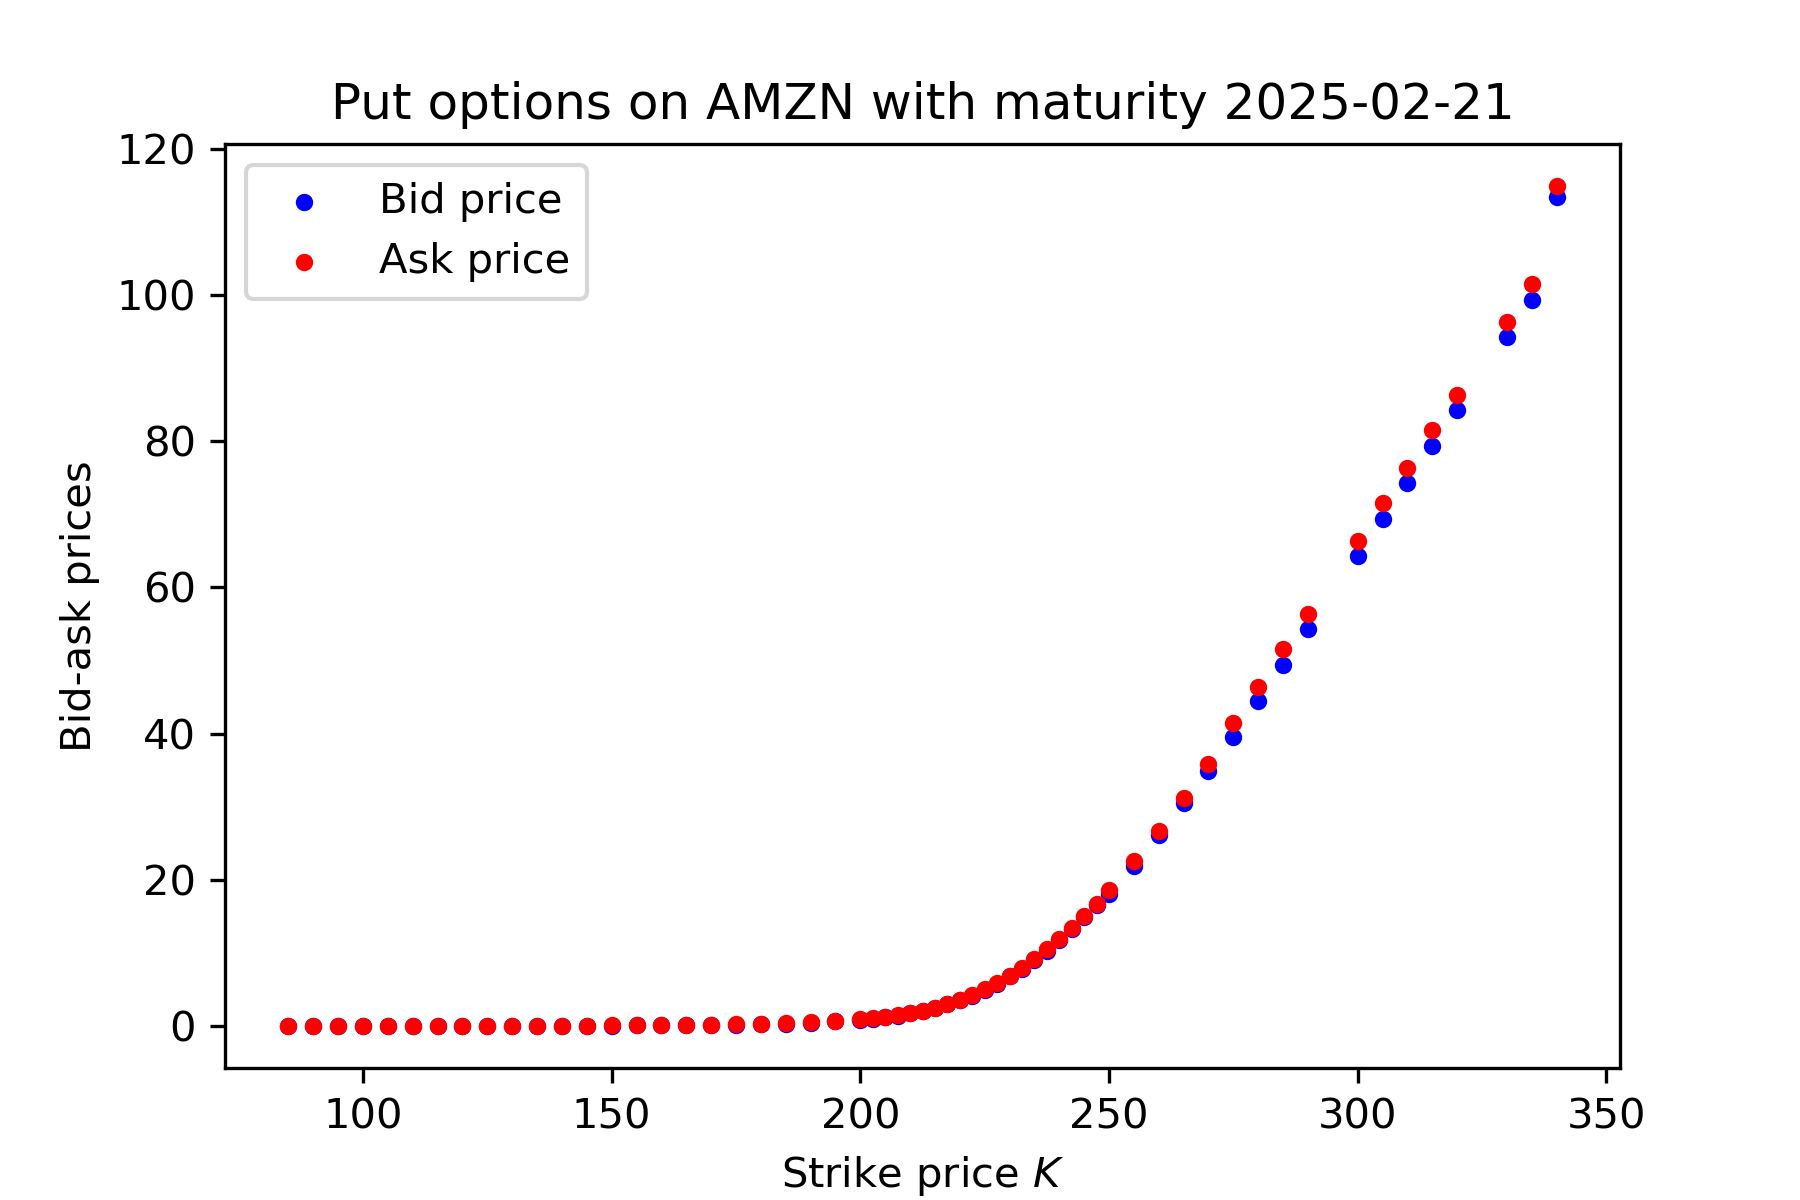 Put options on AMZN with maturity 2025-02-21
120
100
80
60
40
20
0
Bid-ask prices
Bid price
Ask price
100 150 200 250 300 350
Strike price K